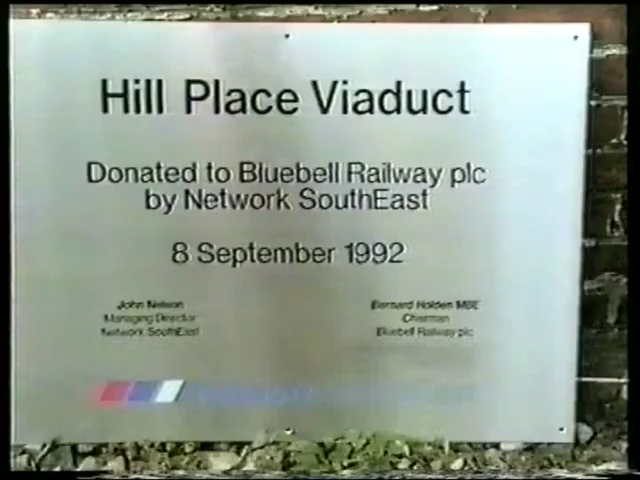 Hill Place Viaduct
Donated to Bluebell Railway plc
by Network SouthEast
8 September 1992
John Nelson
Managing Director
Network SouthEast
Bernard Holden MBE
Chairman
Bluebell Railway plc